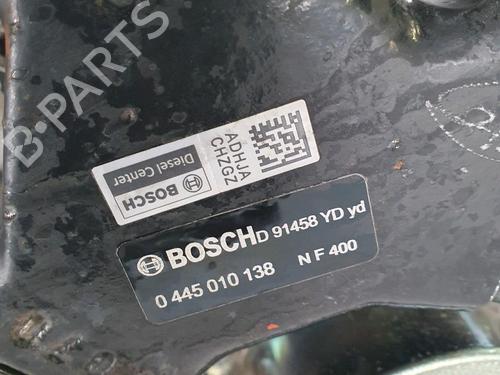 B-PARTS
BOSCH
Diesel Center
ADHJA
CHZGZ
BOSCH
D 91458 YD yd
0 445 010 138 N F 400